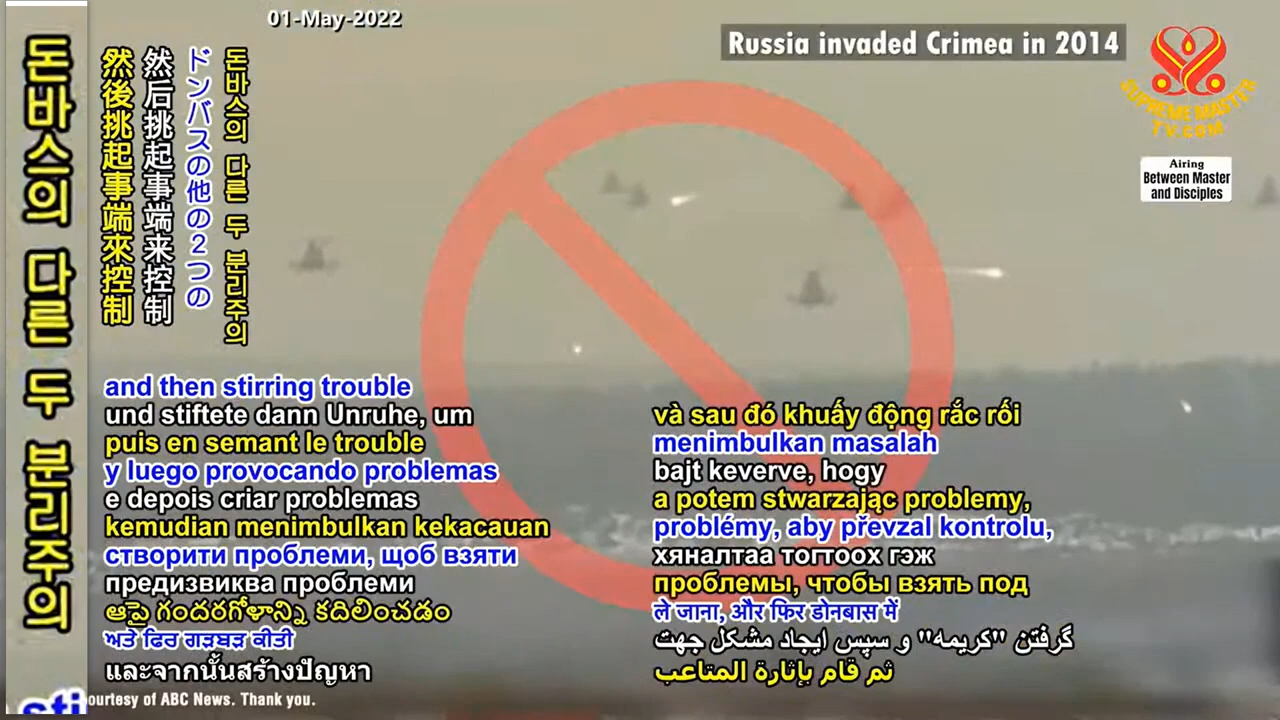 01-May-2022
Russia invaded Crimea in 2014
SUPREME MASTER
TV.COM
Airing
Between Master
and Disciples
돈바스의 다른 두 분리주의
然後挑起事端來控制
然后挑起事端来控制
ドンバスの他の2つの
돈바스의 다른 두 분리주의
and then stirring trouble
und stiftete dann Unruhe, um
puis en semant le trouble
y luego provocando problemas
e depois criar problemas
kemudian menimbulkan kekacauan
створити проблеми, щоб взяти
предизвиква проблеми
ఆపై గందరగోళాన్ని కదిలించడం
ਅਤੇ ਫਿਰ ਗੜਬੜ ਕੀਤੀ
และจากนั้นสร้างปัญหา
và sau đó khuấy động rắc rối
menimbulkan masalah
bajt keverve, hogy
a potem stwarzając problemy,
problémy, aby převzal kontrolu,
хяналтаа тогтоох гэж
проблемы, чтобы взять под
ले जाना, और फिर डोनबास में
گرفتن "کریمه" و سپس ایجاد مشکل جهت
ثم قام بإثارة المتاعب
sti
ourtesy of ABC News. Thank you.